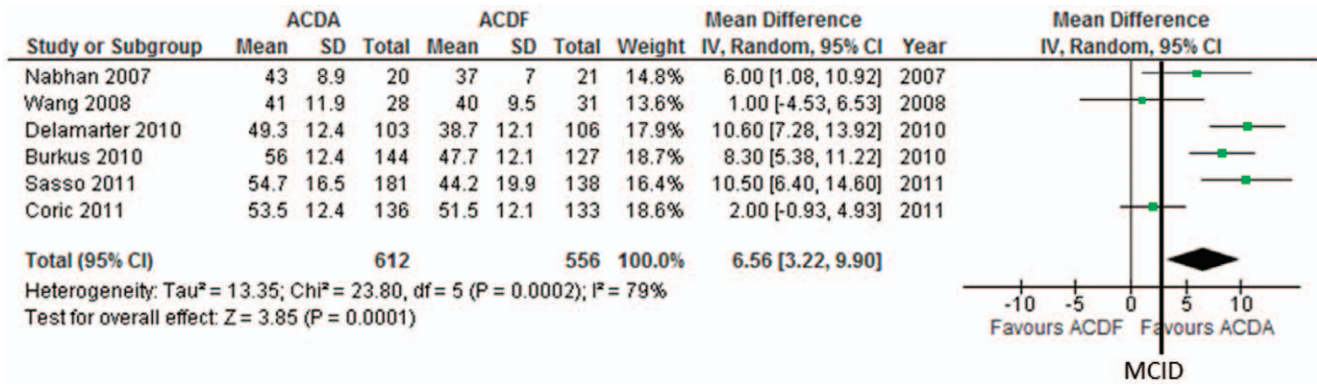 ACDA ACDF Mean Difference Mean Difference
Study or Subgroup Mean SD Total Mean SD Total Weight IV, Random, 95% CI Year IV, Random, 95% CI
Nabhan 2007 43 8.9 20 37 7 21 14.8% 6.00 [1.08, 10.92] 2007
Wang 2008 41 11.9 28 40 9.5 31 13.6% 1.00 [-4.53, 6.53] 2008
Delamarter 2010 49.3 12.4 103 38.7 12.1 106 17.9% 10.60 [7.28, 13.92] 2010
Burkus 2010 56 12.4 144 47.7 12.1 127 18.7% 8.30 [5.38, 11.22] 2010
Sasso 2011 54.7 16.5 181 44.2 19.9 138 16.4% 10.50 [6.40, 14.60] 2011
Coric 2011 53.5 12.4 136 51.5 12.1 133 18.6% 2.00 [-0.93, 4.93] 2011
Total (95% CI) 612 556 100.0% 6.56 [3.22, 9.90]
Heterogeneity: Tau² = 13.35; Chi² = 23.80, df = 5 (P = 0.0002); I² = 79%
Test for overall effect: Z = 3.85 (P = 0.0001)
-10 -5 0 5 10
Favours ACDF Favours ACDA
MCID